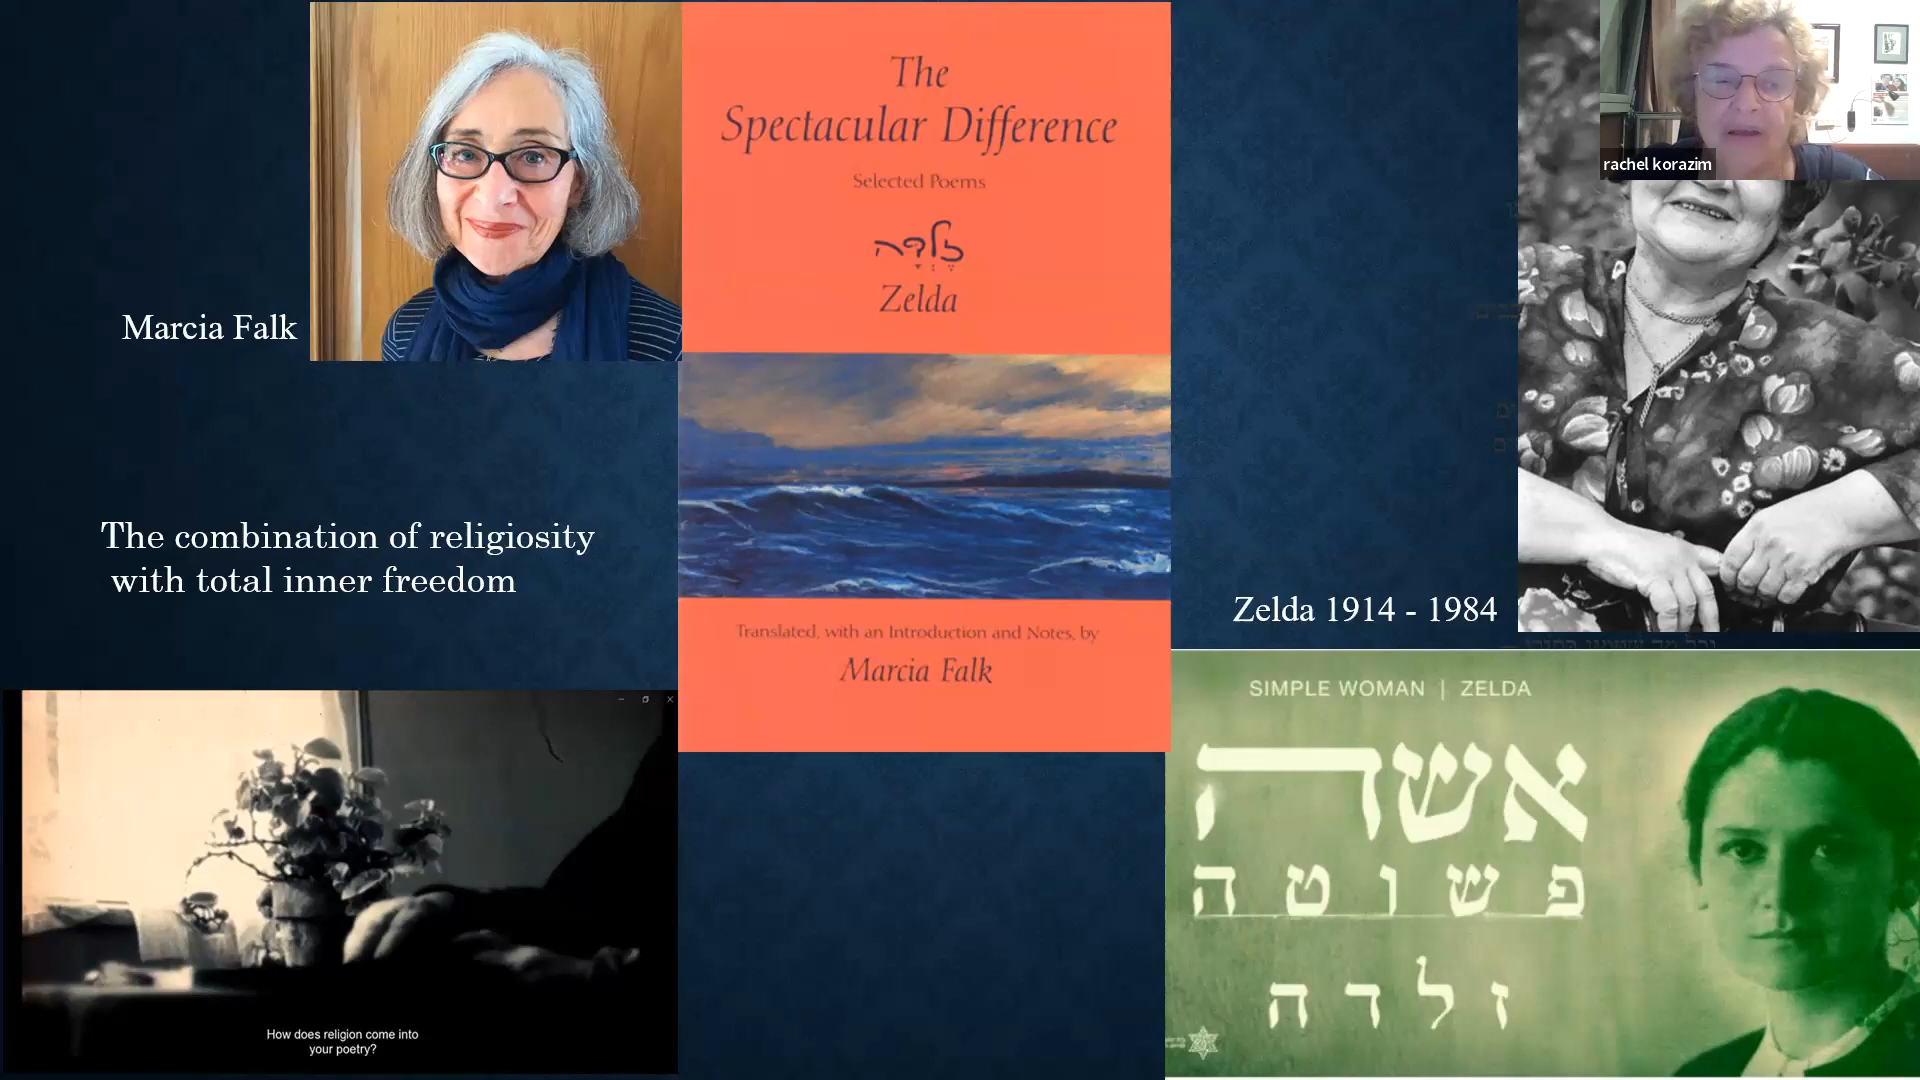 The
Spectacular Difference
Selected Poems
זֶלְדָּה
Zelda
Marcia Falk
rachel korazim
The combination of religiosity
with total inner freedom
Translated, with an Introduction and Notes, by
Marcia Falk
Zelda 1914 - 1984
SIMPLE WOMAN | ZELDA
אשה
פשוטה
זלדה
How does religion come into
your poetry?